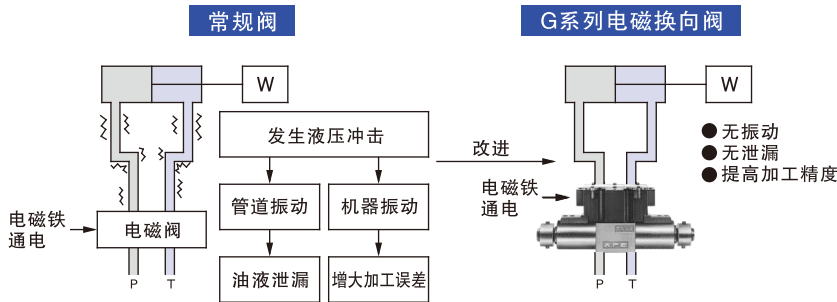 常规阀
G系列电磁换向阀
W
发生液压冲击
管道振动
机器振动
油液泄漏
增大加工误差
电磁铁
通电
电磁阀
P
T
改进
W
●无振动
●无泄漏
●提高加工精度
电磁铁
通电
P
T